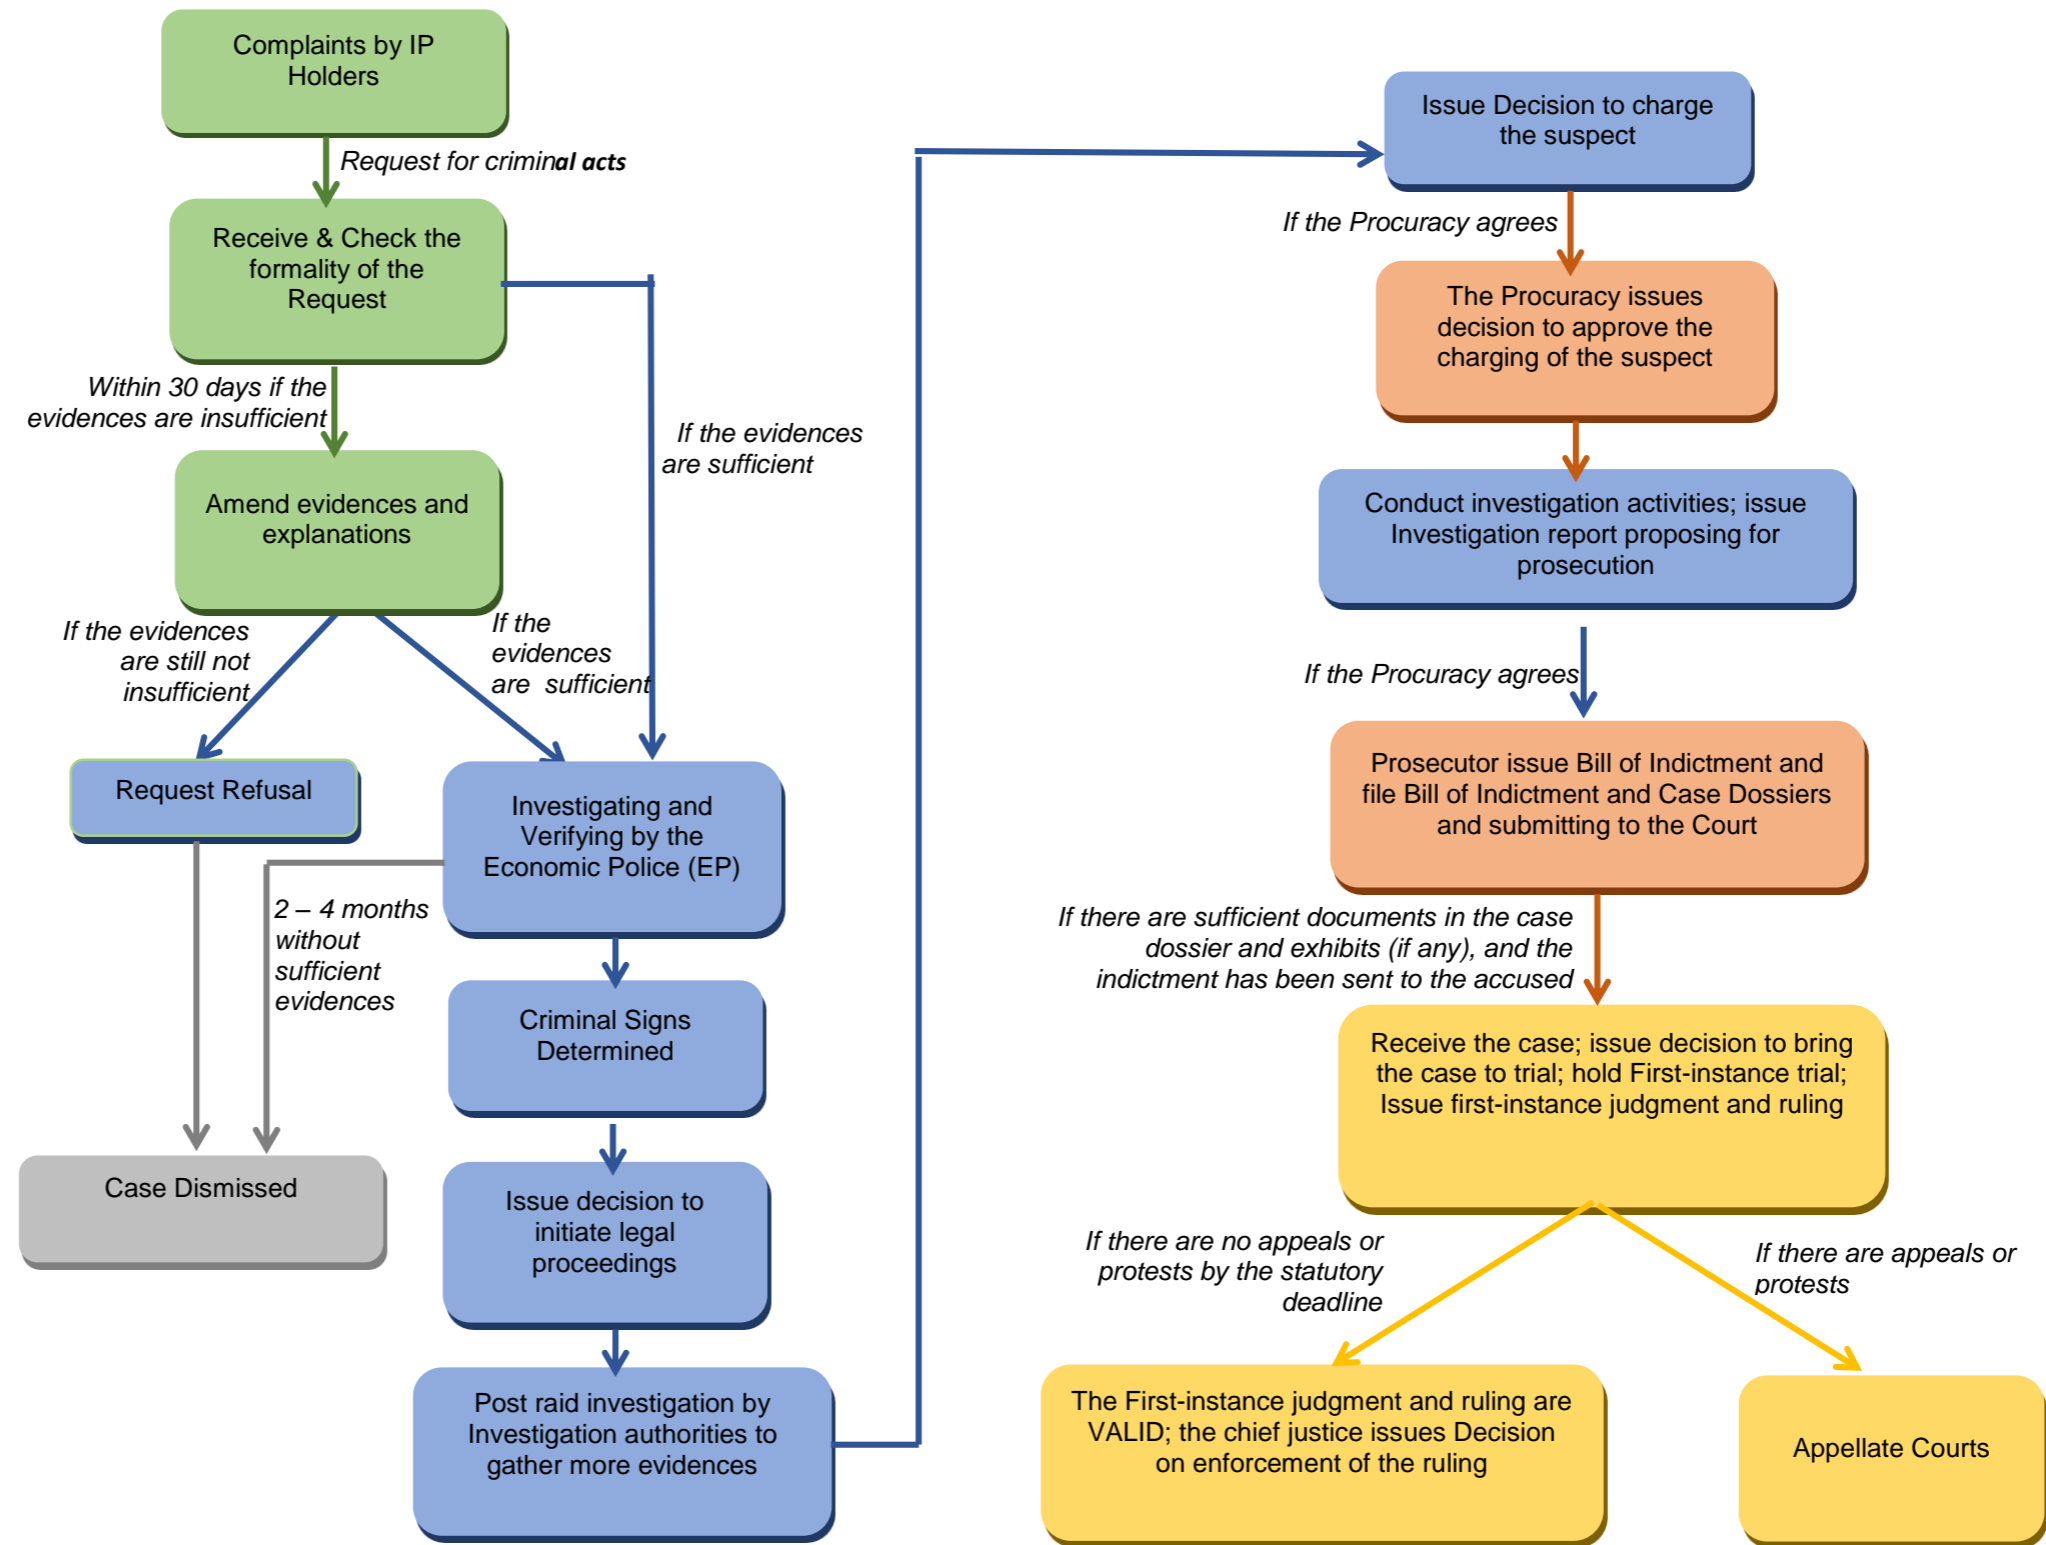 Complaints by IP
Holders
Request for criminal acts
Receive & Check the
formality of the
Request
Within 30 days if the
evidences are insufficient
If the evidences
are sufficient
Amend evidences and
explanations
If the evidences
are still not
insufficient
If the
evidences
are sufficient
Request Refusal
Investigating and
Verifying by the
Economic Police (EP)
2 – 4 months
without
sufficient
evidences
Criminal Signs
Determined
Case Dismissed
Issue decision to
initiate legal
proceedings
Post raid investigation by
Investigation authorities to
gather more evidences
Issue Decision to charge
the suspect
If the Procuracy agrees
The Procuracy issues
decision to approve the
charging of the suspect
Conduct investigation activities; issue
Investigation report proposing for
prosecution
If the Procuracy agrees
Prosecutor issue Bill of Indictment and
file Bill of Indictment and Case Dossiers
and submitting to the Court
If there are sufficient documents in the case
dossier and exhibits (if any), and the
indictment has been sent to the accused
Receive the case; issue decision to bring
the case to trial; hold First-instance trial;
Issue first-instance judgment and ruling
If there are no appeals or
protests by the statutory
deadline
If there are appeals or
protests
The First-instance judgment and ruling are
VALID; the chief justice issues Decision
on enforcement of the ruling
Appellate Courts